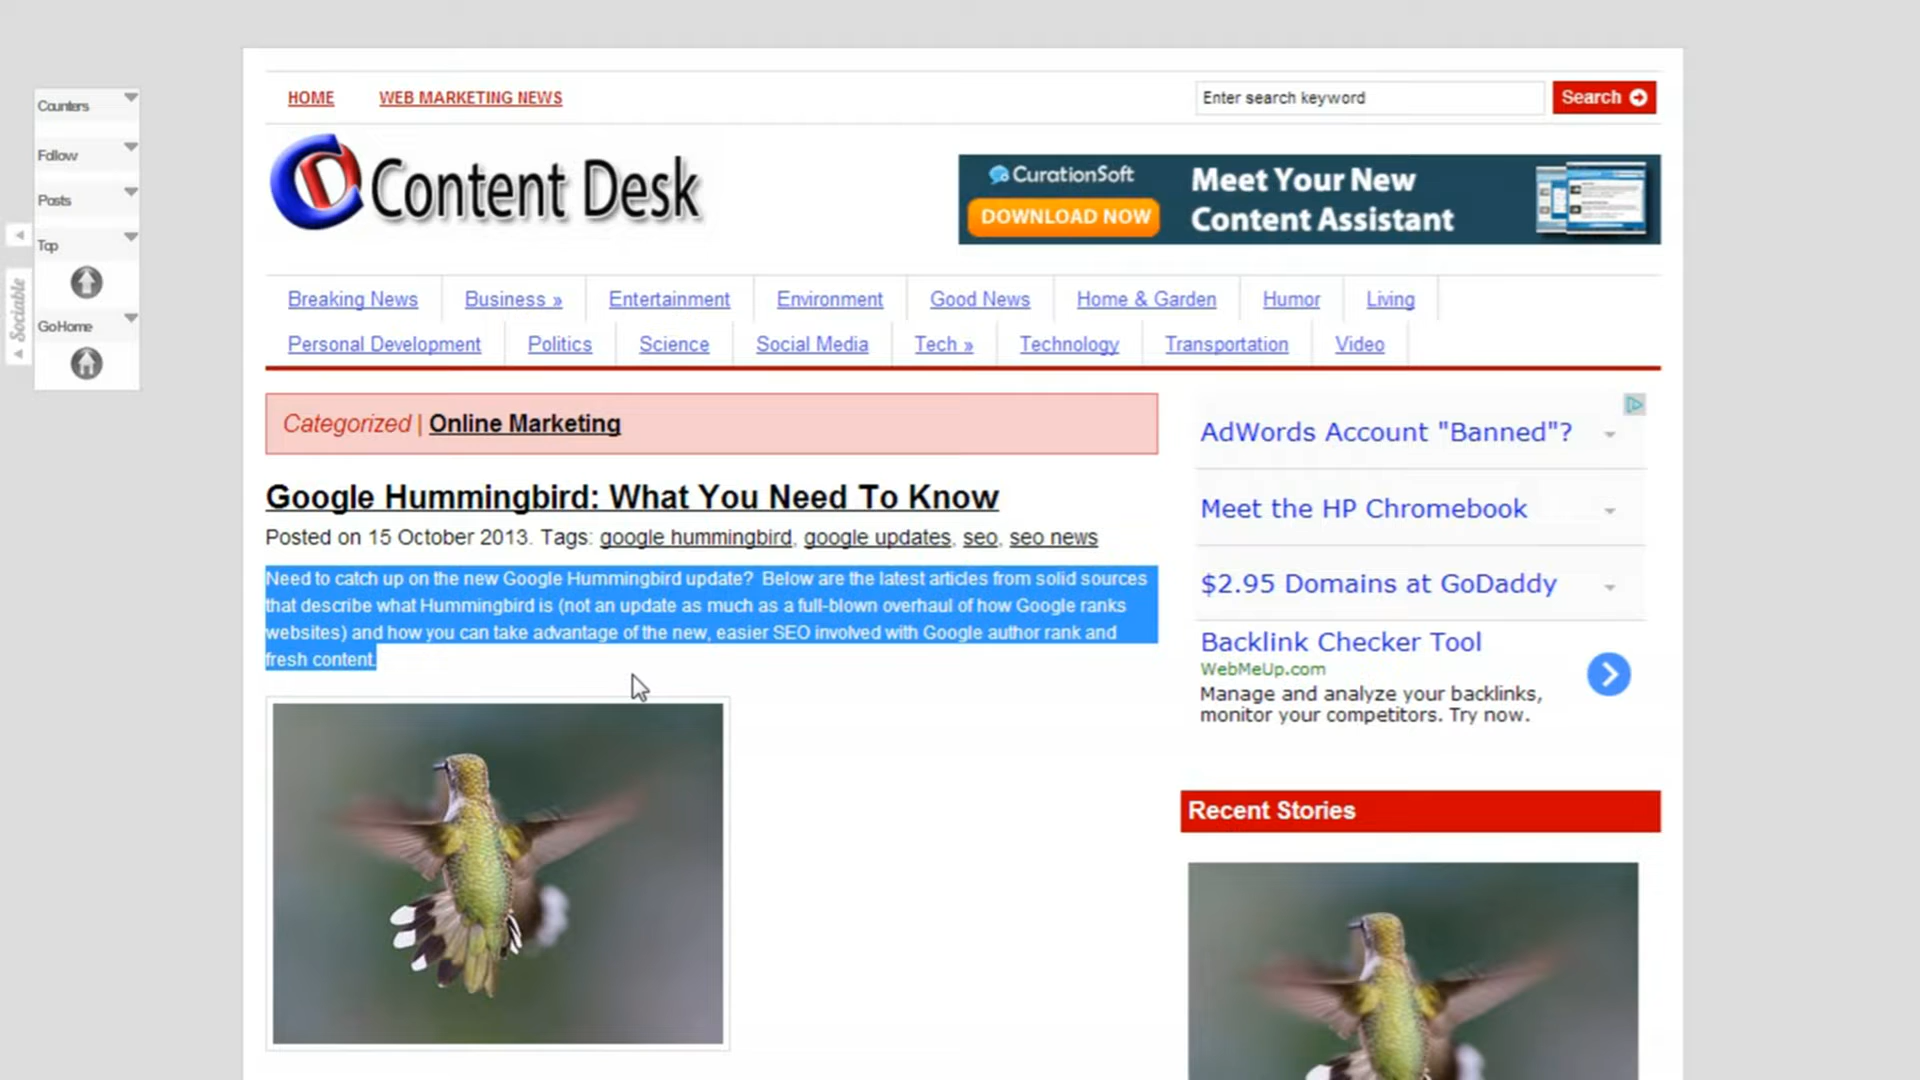 Counters
Follow
Posts
Top
Go Home
Sociable
HOME WEB MARKETING NEWS
Enter search keyword Search
CD Content Desk
CurationSoft
DOWNLOAD NOW
Meet Your New
Content Assistant
Breaking News Business » Entertainment Environment Good News Home & Garden Humor Living
Personal Development Politics Science Social Media Tech » Technology Transportation Video
Categorized | Online Marketing
Google Hummingbird: What You Need To Know
Posted on 15 October 2013. Tags: google hummingbird, google updates, seo, seo news
Need to catch up on the new Google Hummingbird update? Below are the latest articles from solid sources
that describe what Hummingbird is (not an update as much as a full-blown overhaul of how Google ranks
websites) and how you can take advantage of the new, easier SEO involved with Google author rank and
fresh content.
AdWords Account "Banned"?
Meet the HP Chromebook
$2.95 Domains at GoDaddy
Backlink Checker Tool
WebMeUp.com
Manage and analyze your backlinks,
monitor your competitors. Try now.
Recent Stories